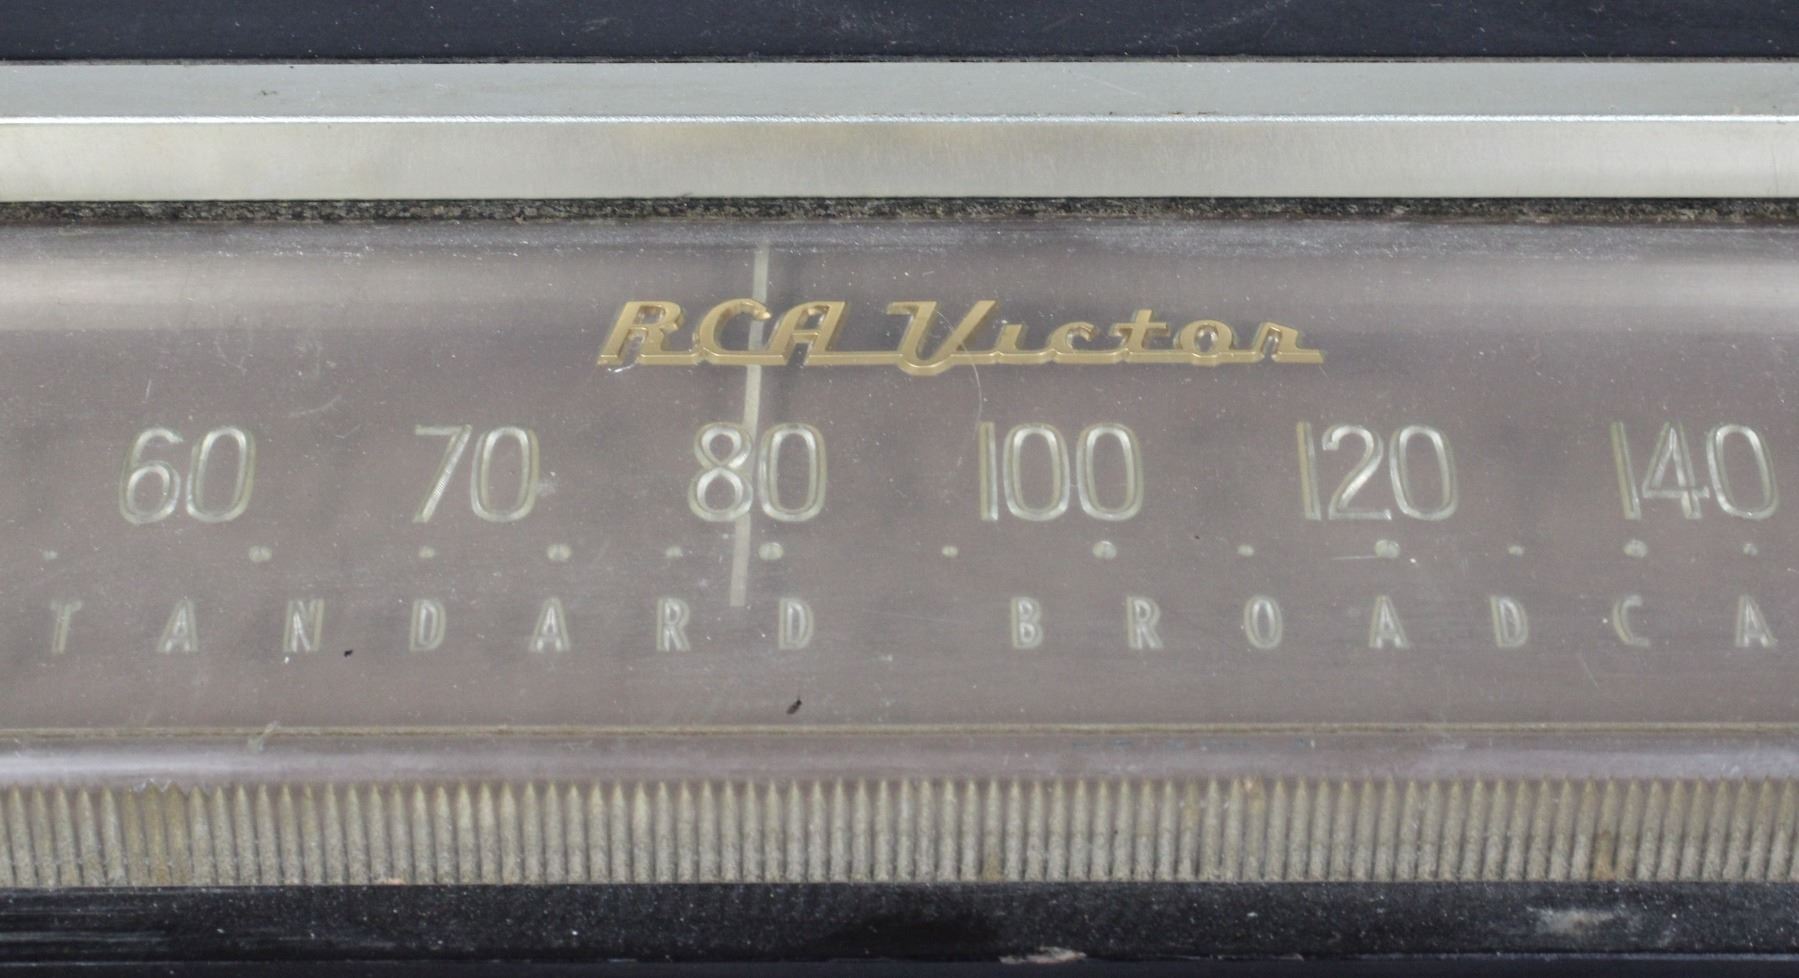 RCA Victor
60 70 80 100 120 140
TANDARD BROADCA